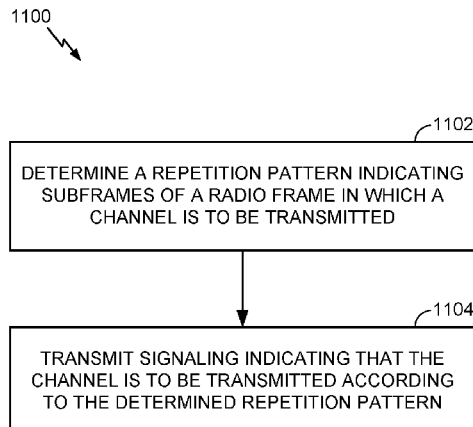 1100
1102
DETERMINE A REPETITION PATTERN INDICATING
SUBFRAMES OF A RADIO FRAME IN WHICH A
CHANNEL IS TO BE TRANSMITTED
1104
TRANSMIT SIGNALING INDICATING THAT THE
CHANNEL IS TO BE TRANSMITTED ACCORDING
TO THE DETERMINED REPETITION PATTERN